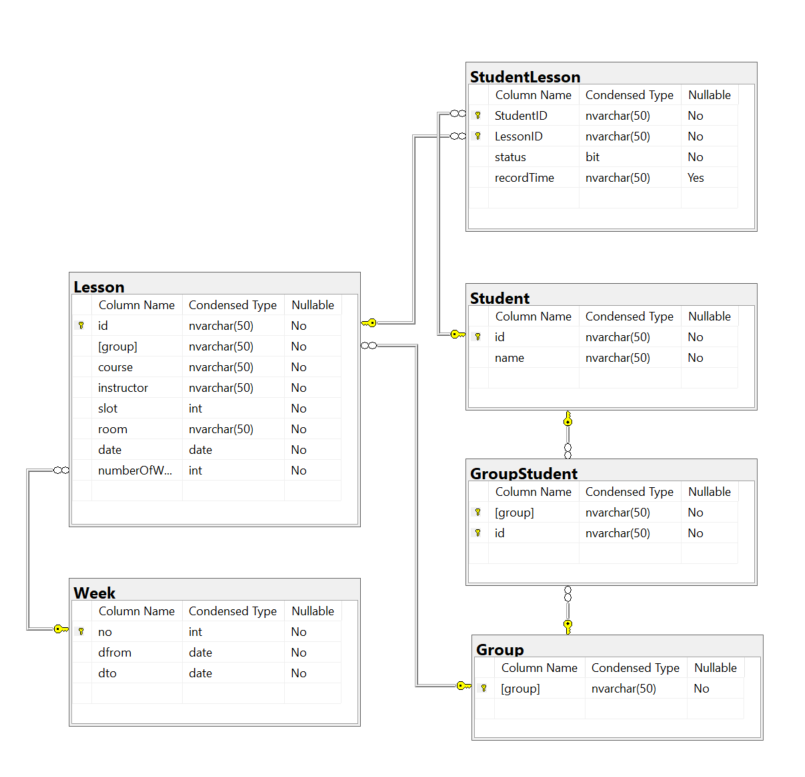 StudentLesson
Column Name Condensed Type Nullable
StudentID nvarchar(50) No
LessonID nvarchar(50) No
status bit No
recordTime nvarchar(50) Yes
Lesson
Column Name Condensed Type Nullable
id nvarchar(50) No
[group] nvarchar(50) No
course nvarchar(50) No
instructor nvarchar(50) No
slot int No
room nvarchar(50) No
date date No
numberOfW... int No
Student
Column Name Condensed Type Nullable
id nvarchar(50) No
name nvarchar(50) No
GroupStudent
Column Name Condensed Type Nullable
[group] nvarchar(50) No
id nvarchar(50) No
Week
Column Name Condensed Type Nullable
no int No
dfrom date No
dto date No
Group
Column Name Condensed Type Nullable
[group] nvarchar(50) No